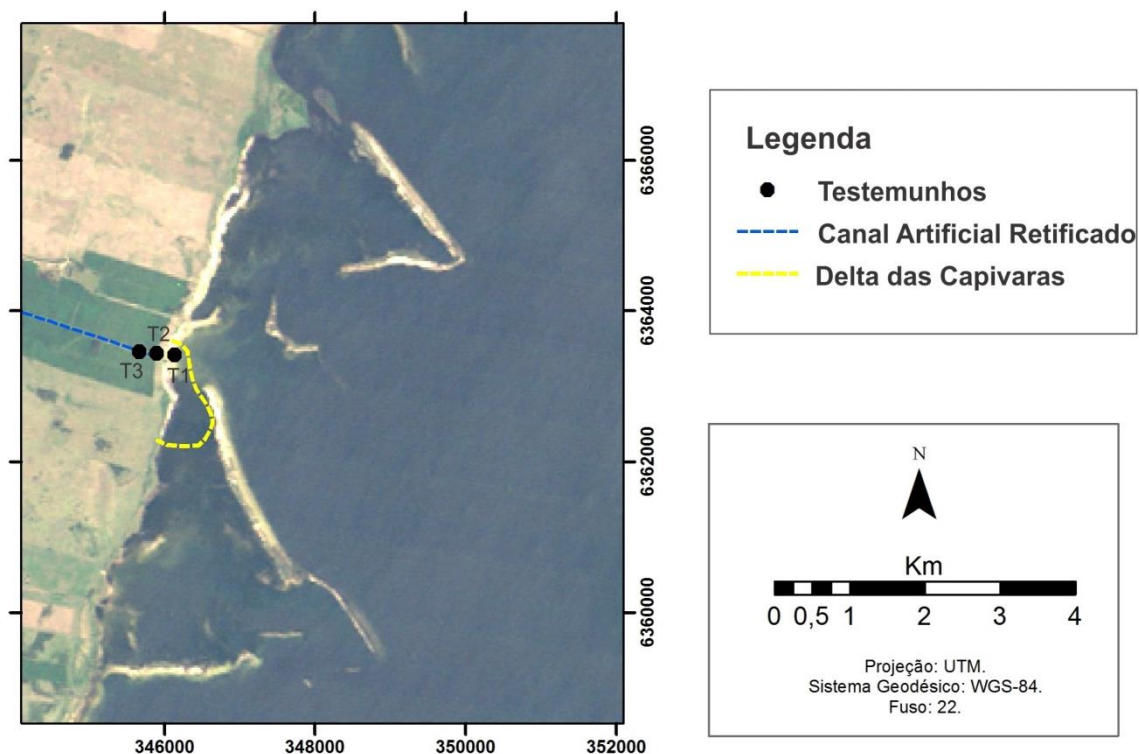 6366000
6364000
6362000
6360000
346000 348000 350000 352000
T2
T3 T1
Legenda
Testemunhos
Canal Artificial Retificado
Delta das Capivaras
N
Km
0 0,5 1 2 3 4
Projeção: UTM.
Sistema Geodésico: WGS-84.
Fuso: 22.